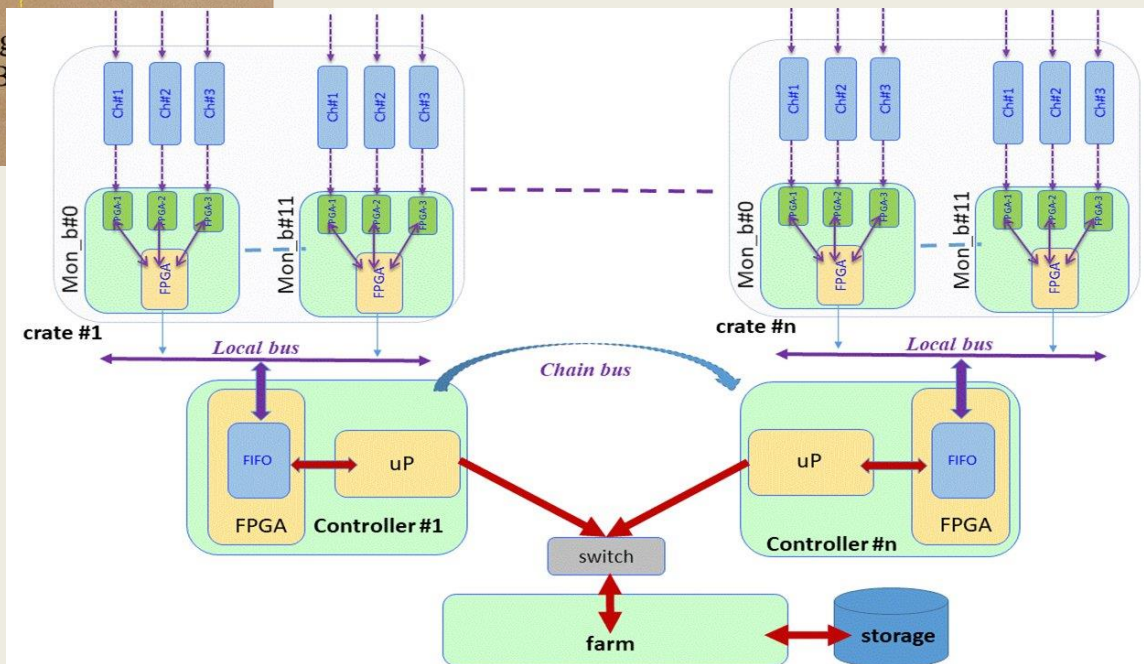 Ch#1
Ch#2
Ch#3
Ch#1
Ch#2
Ch#3
Ch#1
Ch#2
Ch#3
Ch#1
Ch#2
Ch#3
Mon_b#0
FPGA-1
FPGA-2
FPGA-3
FPGA
Mon_b#11
FPGA-1
FPGA-2
FPGA-3
FPGA
Mon_b#0
FPGA-1
FPGA-2
FPGA-3
FPGA
Mon_b#11
FPGA-1
FPGA-2
FPGA-3
FPGA
crate #1
crate #n
Local bus
Local bus
Chain bus
FIFO
uP
FPGA
Controller #1
uP
FIFO
FPGA
Controller #n
switch
farm
storage